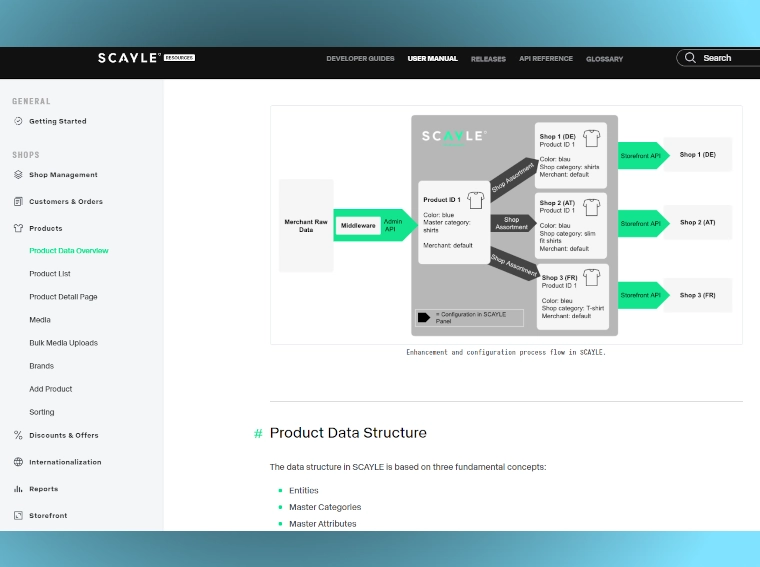 SCAYLE RESOURCES
DEVELOPER GUIDES USER MANUAL RELEASES API REFERENCE GLOSSARY
Search
GENERAL
Getting Started
SHOPS
Shop Management
Customers & Orders
Products
Product Data Overview
Product List
Product Detail Page
Media
Bulk Media Uploads
Brands
Add Product
Sorting
Discounts & Offers
Internationalization
Reports
Storefront
Merchant Raw
Data
Middleware
Admin
API
SCAYLE
Product ID 1
Color: blue
Master category:
shirts
Merchant: default
Shop Assortment
Shop
Assortment
Shop Assortment
Shop 1 (DE)
Product ID 1
Color: blau
Shop category: shirts
Merchant: default
Shop 2 (AT)
Product ID 1
Color: blau
Shop category: slim
fit shirts
Merchant: default
Shop 3 (FR)
Product ID 1
Color: bleu
Shop category: T-shirt
Merchant: default
= Configuration in SCAYLE
Panel
Storefront API
Shop 1 (DE)
Storefront API
Shop 2 (AT)
Storefront API
Shop 3 (FR)
Enhancement and configuration process flow in SCAYLE.
# Product Data Structure
The data structure in SCAYLE is based on three fundamental concepts:
Entities
Master Categories
Master Attributes